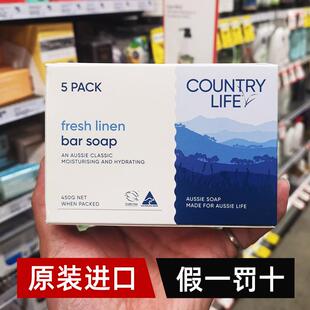 5 PACK
fresh linen
bar soap
AN AUSSIE CLASSIC
MOISTURISING AND HYDRATING
450G NET
WHEN PACKED
COUNTRY
LIFE
AUSSIE SOAP
MADE FOR AUSSIE LIFE
原装进口
假一罚十